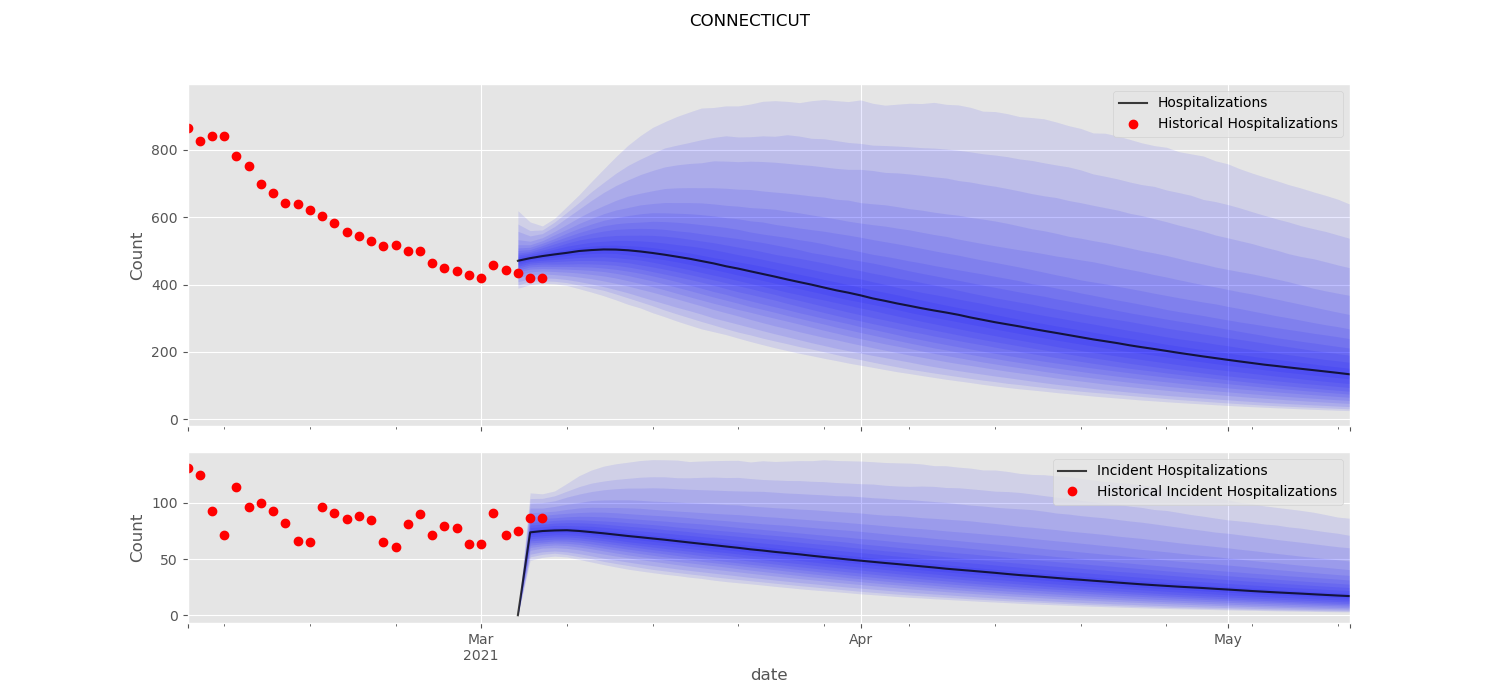 CONNECTICUT
Hospitalizations
Historical Hospitalizations
Count
800
600
400
200
0
Incident Hospitalizations
Historical Incident Hospitalizations
Count
100
50
0
Mar
2021
Apr
May
date